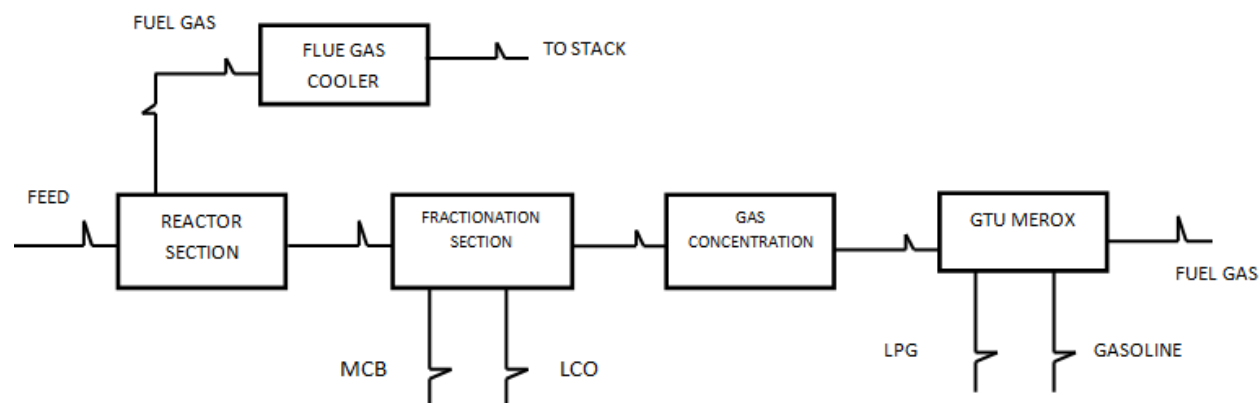 FUEL GAS
FLUE GAS
COOLER
TO STACK
FEED
REACTOR
SECTION
FRACTIONATION
SECTION
GAS
CONCENTRATION
GTU MEROX
FUEL GAS
MCB
LCO
LPG
GASOLINE